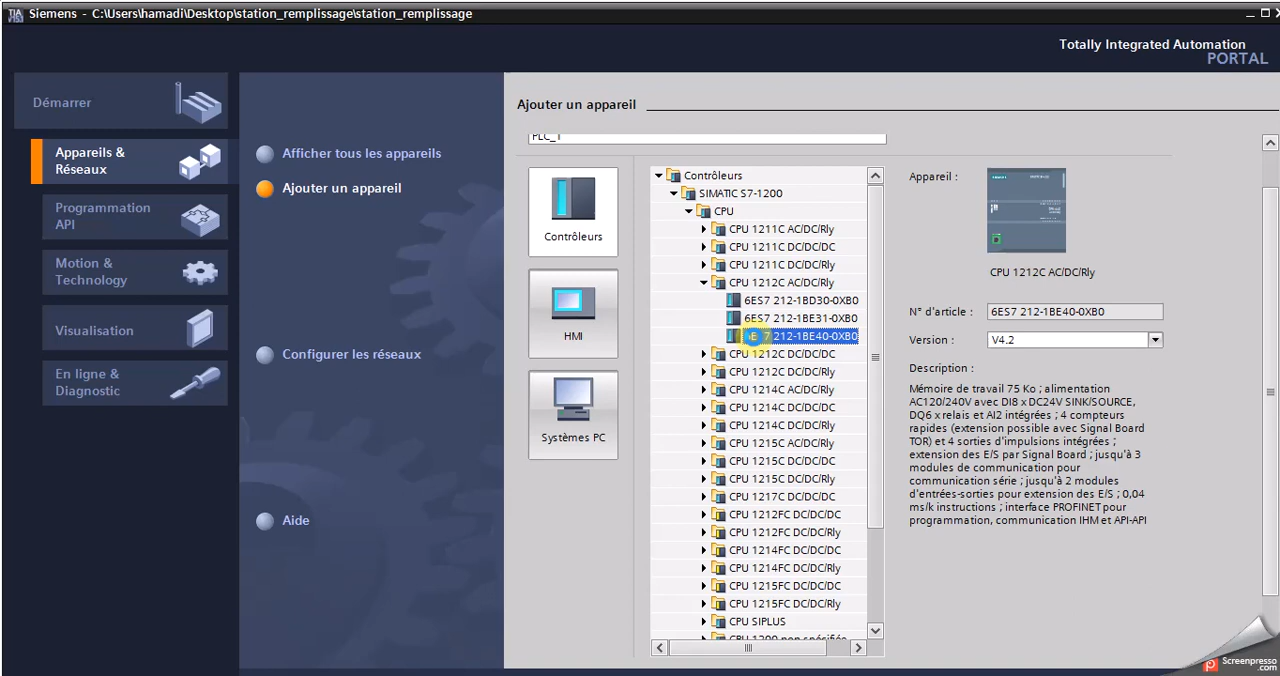 Siemens - C:\Users\hamadi\Desktop\station_remplissage\station_remplissage
Totally Integrated Automation
PORTAL
Démarrer
Appareils &
Réseaux
Programmation
API
Motion &
Technology
Visualisation
En ligne &
Diagnostic
Afficher tous les appareils
Ajouter un appareil
Configurer les réseaux
Aide
Ajouter un appareil
PLC_1
Contrôleurs
HMI
Systèmes PC
Contrôleurs
SIMATIC S7-1200
CPU
CPU 1211C AC/DC/Rly
CPU 1211C DC/DC/DC
CPU 1211C DC/DC/Rly
CPU 1212C AC/DC/Rly
6ES7 212-1BD30-0XB0
6ES7 212-1BE31-0XB0
6ES7 212-1BE40-0XB0
CPU 1212C DC/DC/DC
CPU 1212C DC/DC/Rly
CPU 1214C AC/DC/Rly
CPU 1214C DC/DC/DC
CPU 1214C DC/DC/Rly
CPU 1215C AC/DC/Rly
CPU 1215C DC/DC/DC
CPU 1215C DC/DC/Rly
CPU 1217C DC/DC/DC
CPU 1212FC DC/DC/DC
CPU 1212FC DC/DC/Rly
CPU 1214FC DC/DC/DC
CPU 1214FC DC/DC/Rly
CPU 1215FC DC/DC/DC
CPU 1215FC DC/DC/Rly
CPU SIPLUS
CPU 1200 non spécifiée
Appareil :
CPU 1212C AC/DC/Rly
N° d'article : 6ES7 212-1BE40-0XB0
Version : V4.2
Description :
Mémoire de travail 75 Ko ; alimentation
AC120/240V avec DI8 x DC24V SINK/SOURCE,
DQ6 x relais et AI2 intégrées ; 4 compteurs
rapides (extension possible avec Signal Board
TOR) et 4 sorties d'impulsions intégrées ;
extension des E/S par Signal Board ; jusqu'à 3
modules de communication pour
communication série ; jusqu'à 2 modules
d'entrées-sorties pour extension des E/S ; 0,04
ms/k instructions ; interface PROFINET pour
programmation, communication IHM et API-API
Screenpresso
.com